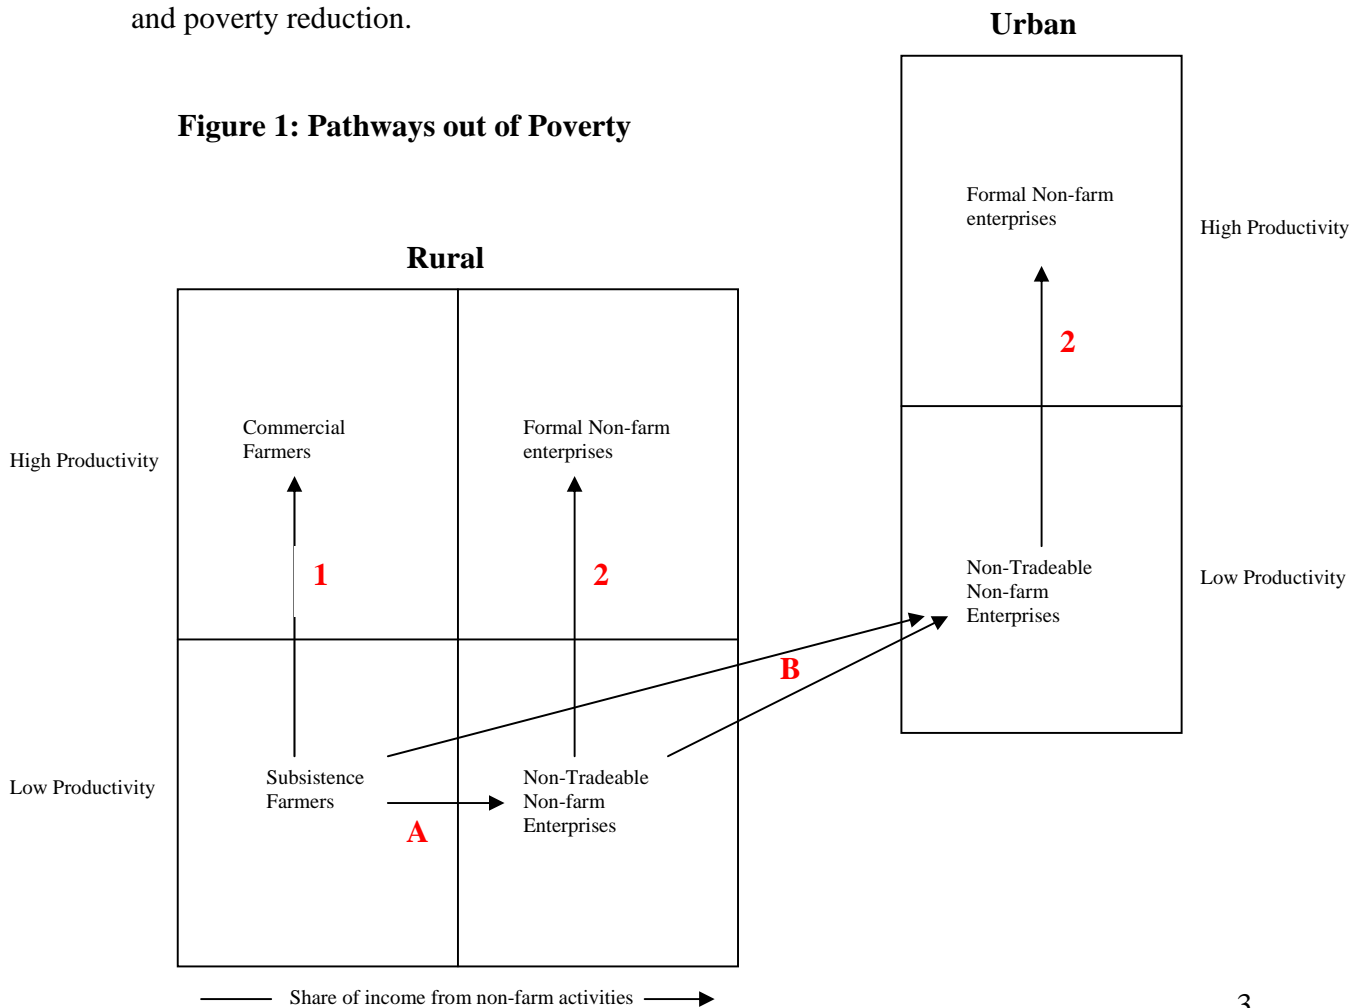 and poverty reduction.
Urban
Figure 1: Pathways out of Poverty
Formal Non-farm
enterprises
High Productivity
Rural
2
Commercial
Farmers
Formal Non-farm
enterprises
High Productivity
1
2
Non-Tradeable
Non-farm
Enterprises
Low Productivity
B
Subsistence
Farmers
Non-Tradeable
Non-farm
Enterprises
Low Productivity
A
Share of income from non-farm activities
3